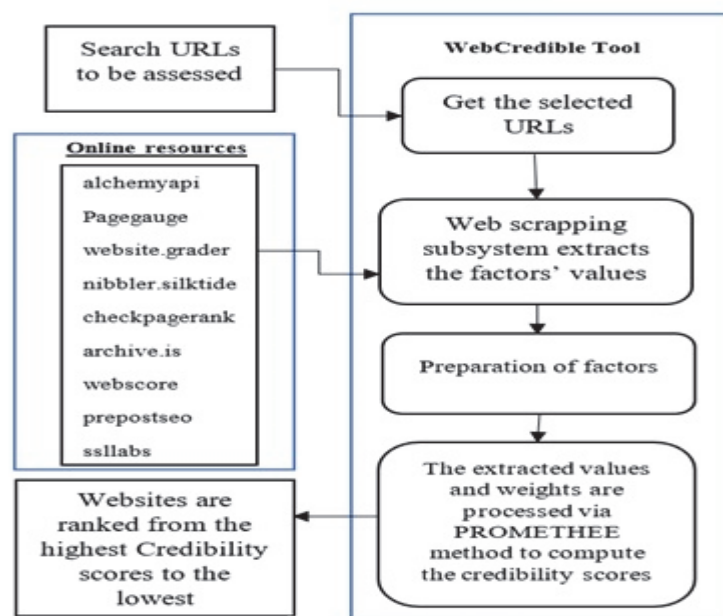 Search URLs
to be assessed
WebCredible Tool
Get the selected
URLs
Online resources
alchemyapi
Pagegauge
website.grader
nibbler.silktide
checkpagerank
archive.is
webscore
prepostseo
ssllabs
Web scrapping
subsystem extracts
the factors' values
Preparation of factors
The extracted values
and weights are
processed via
PROMETHEE
method to compute
the credibility scores
Websites are
ranked from the
highest Credibility
scores to the
lowest